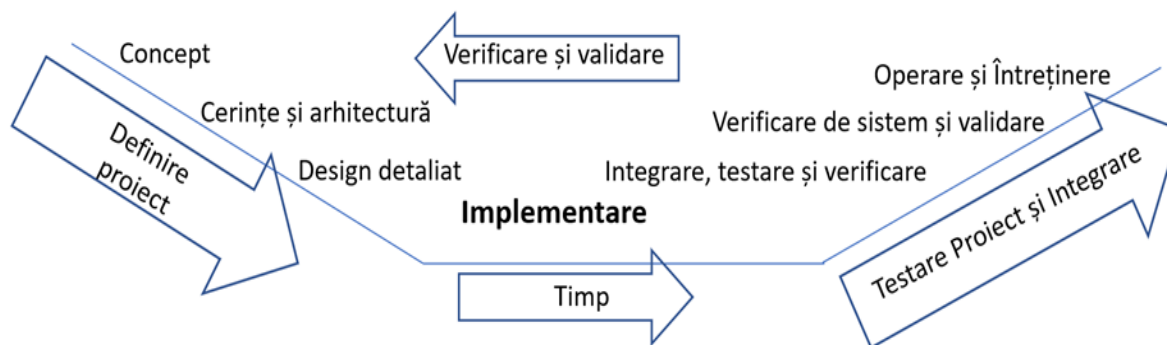 Concept
Verificare și validare
Operare și Întreținere
Cerințe și arhitectură
Verificare de sistem și validare
Definire
proiect
Design detaliat
Integrare, testare și verificare
Implementare
Testare Proiect și Integrare
Timp